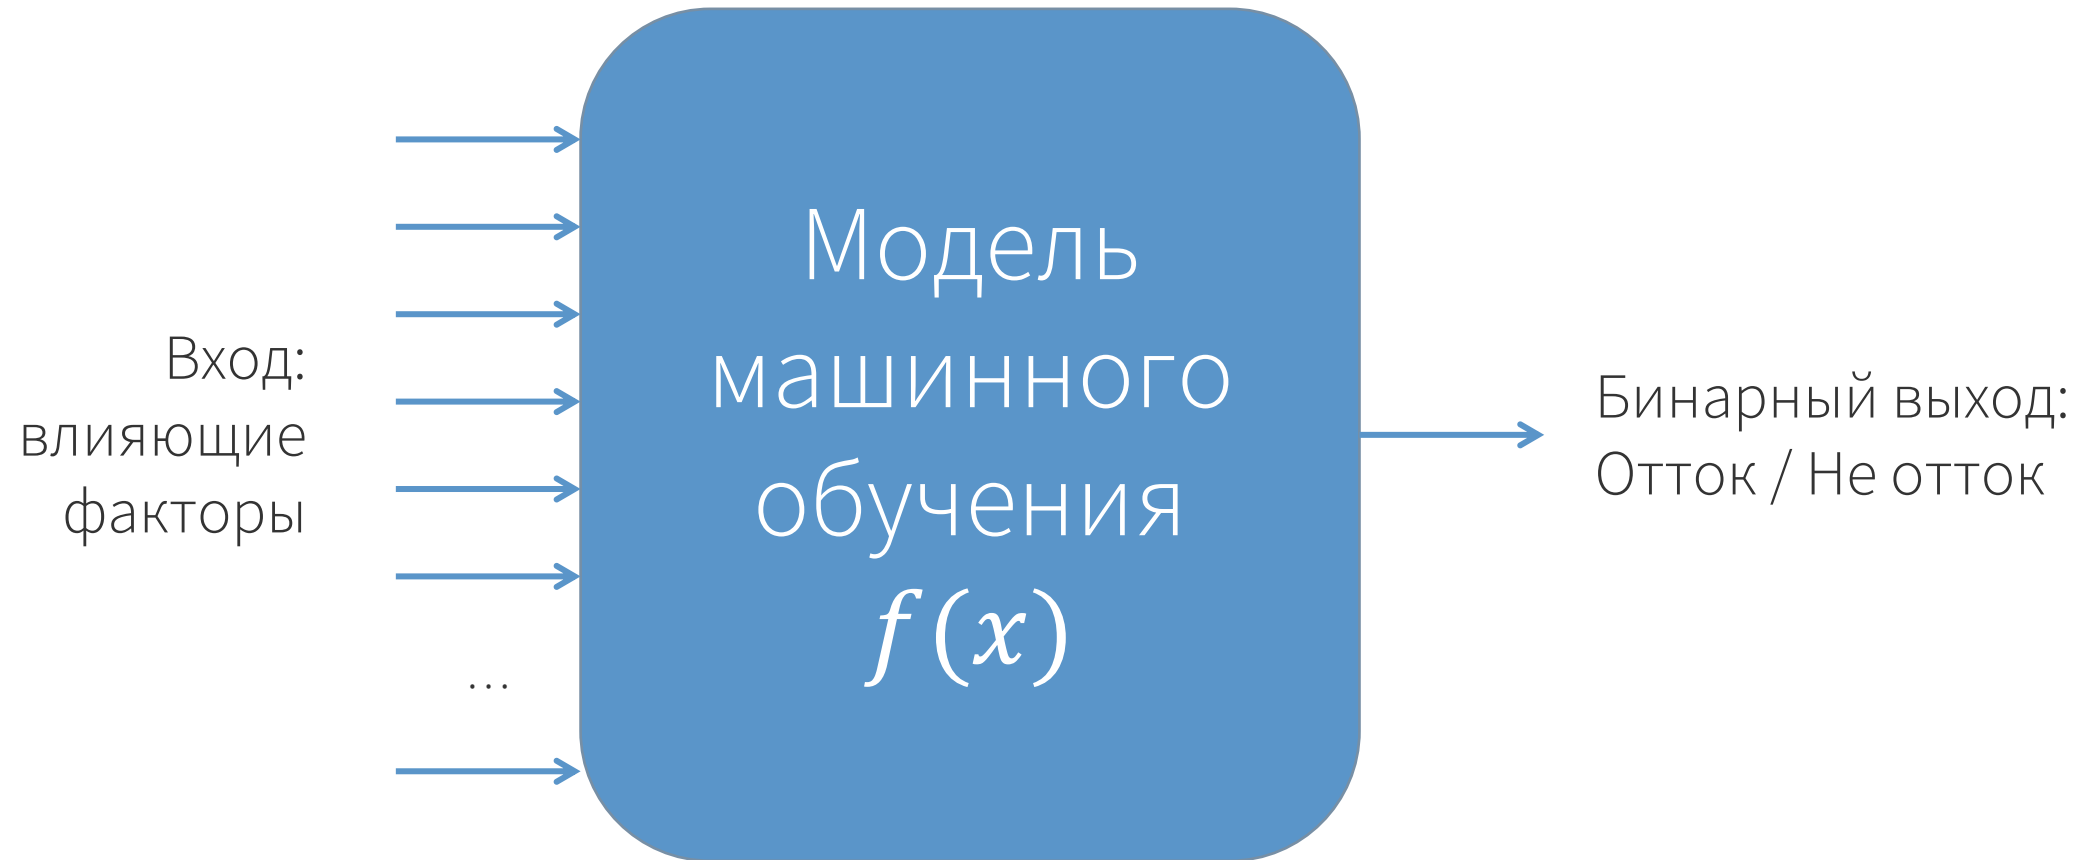 Вход:
влияющие
факторы
...
Модель
машинного
обучения
f(x)
Бинарный выход:
Отток / Не отток